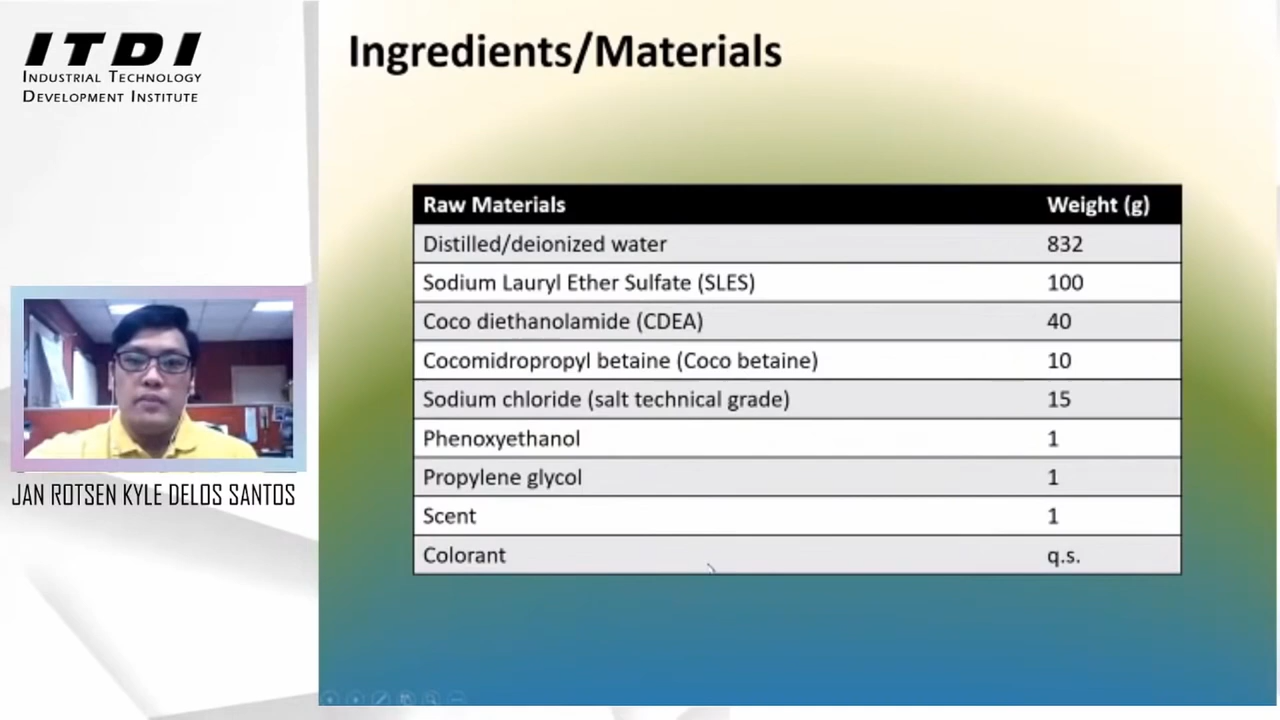 ITDI
INDUSTRIAL TECHNOLOGY
DEVELOPMENT INSTITUTE
JAN ROTSEN KYLE DELOS SANTOS
Ingredients/Materials
Raw Materials Weight (g)
Distilled/deionized water 832
Sodium Lauryl Ether Sulfate (SLES) 100
Coco diethanolamide (CDEA) 40
Cocomidropropyl betaine (Coco betaine) 10
Sodium chloride (salt technical grade) 15
Phenoxyethanol 1
Propylene glycol 1
Scent 1
Colorant q.s.